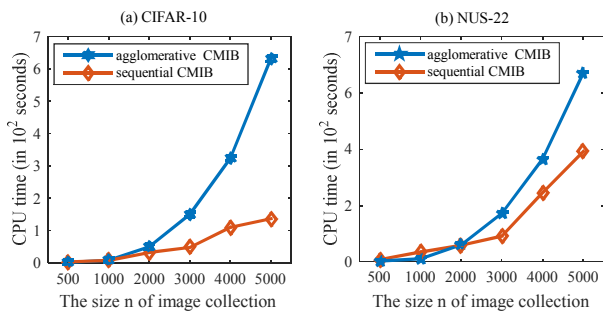 (a) CIFAR-10
7
6
5
4
3
2
1
0
CPU time (in 10² seconds)
agglomerative CMIB
sequential CMIB
500 1000 2000 3000 4000 5000
The size n of image collection
(b) NUS-22
8
6
4
2
0
CPU time (in 10² seconds)
agglomerative CMIB
sequential CMIB
500 1000 2000 3000 4000 5000
The size n of image collection